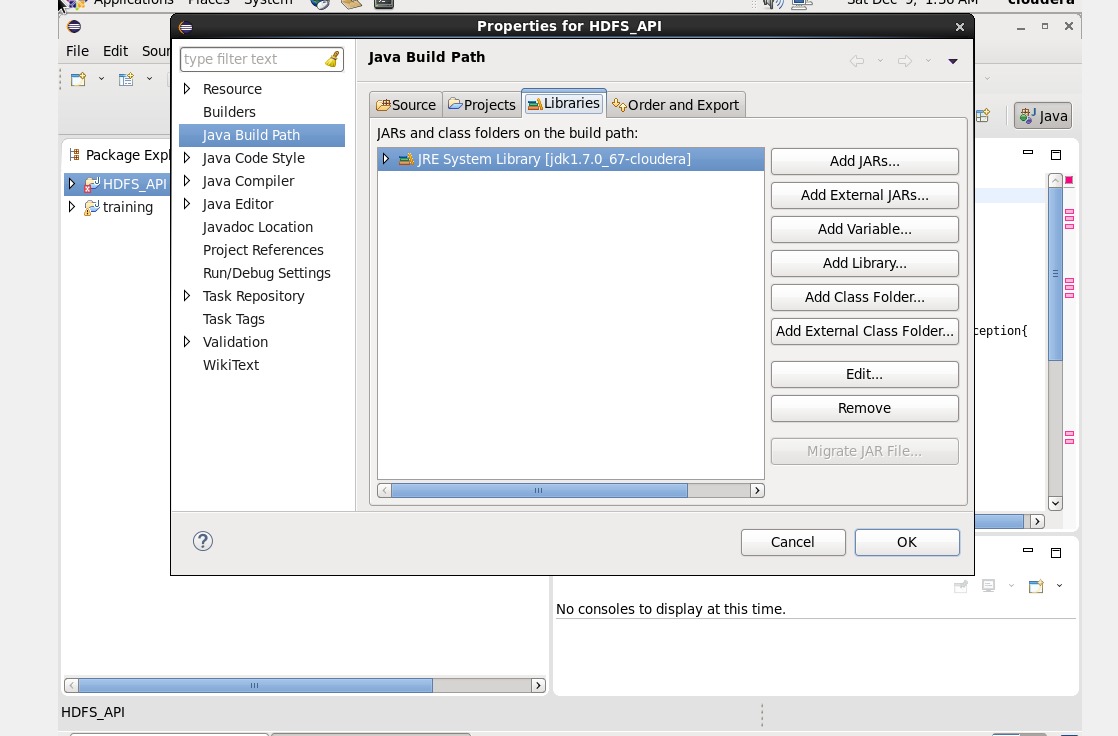 Applications Places System Sat Dec 9, 1:56 AM cloudera
Properties for HDFS_API
File Edit Sour
type filter text
Java Build Path
Resource
Builders
Java Build Path
Java Code Style
Java Compiler
Java Editor
Javadoc Location
Project References
Run/Debug Settings
Task Repository
Task Tags
Validation
WikiText
Source Projects Libraries Order and Export
JARs and class folders on the build path:
JRE System Library [jdk1.7.0_67-cloudera]
Add JARs...
Add External JARs...
Add Variable...
Add Library...
Add Class Folder...
Add External Class Folder...
Edit...
Remove
Migrate JAR File...
Cancel OK
Java
Package Expl
HDFS_API
training
ception{
No consoles to display at this time.
HDFS_API